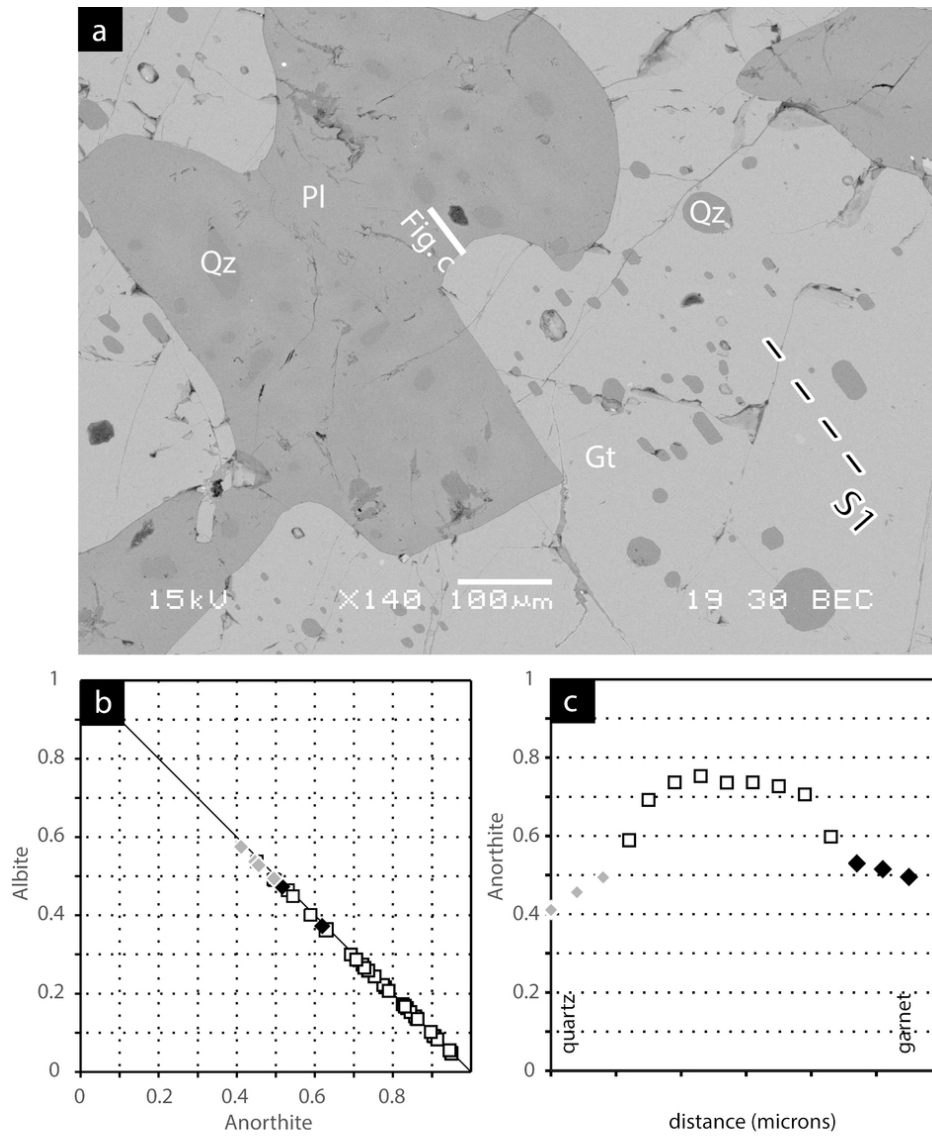 a
Pl
Qz
Fig. c
Qz
Gt
S1
15kV X140 100µm 19 30 BEC
b
1
0.8
0.6
0.4
0.2
0
Albite
0 0.2 0.4 0.6 0.8
Anorthite
c
1
0.8
0.6
0.4
0.2
0
Anorthite
quartz
garnet
distance (microns)